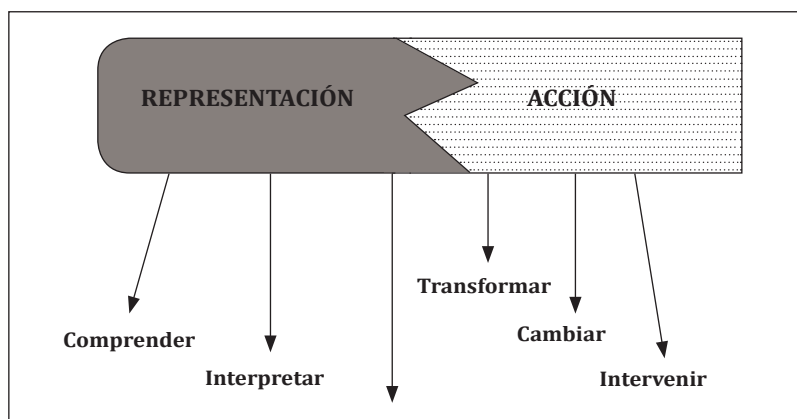 REPRESENTACIÓN
ACCIÓN
Transformar
Comprender
Cambiar
Interpretar
Intervenir